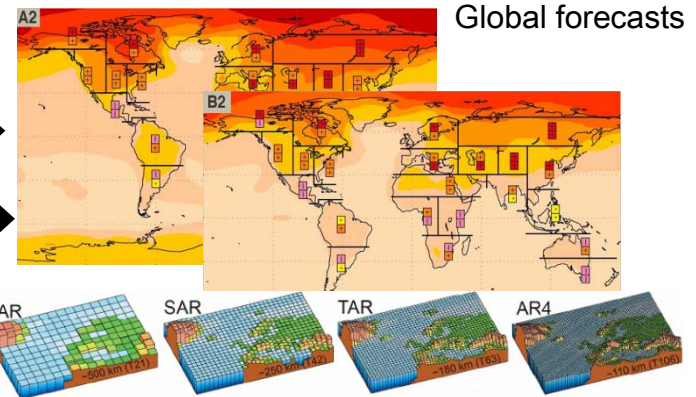 Global forecasts
A2
B2
AR
SAR
TAR
AR4
~500 km (T21)
~250 km (T42)
~180 km (T63)
~110 km (T106)